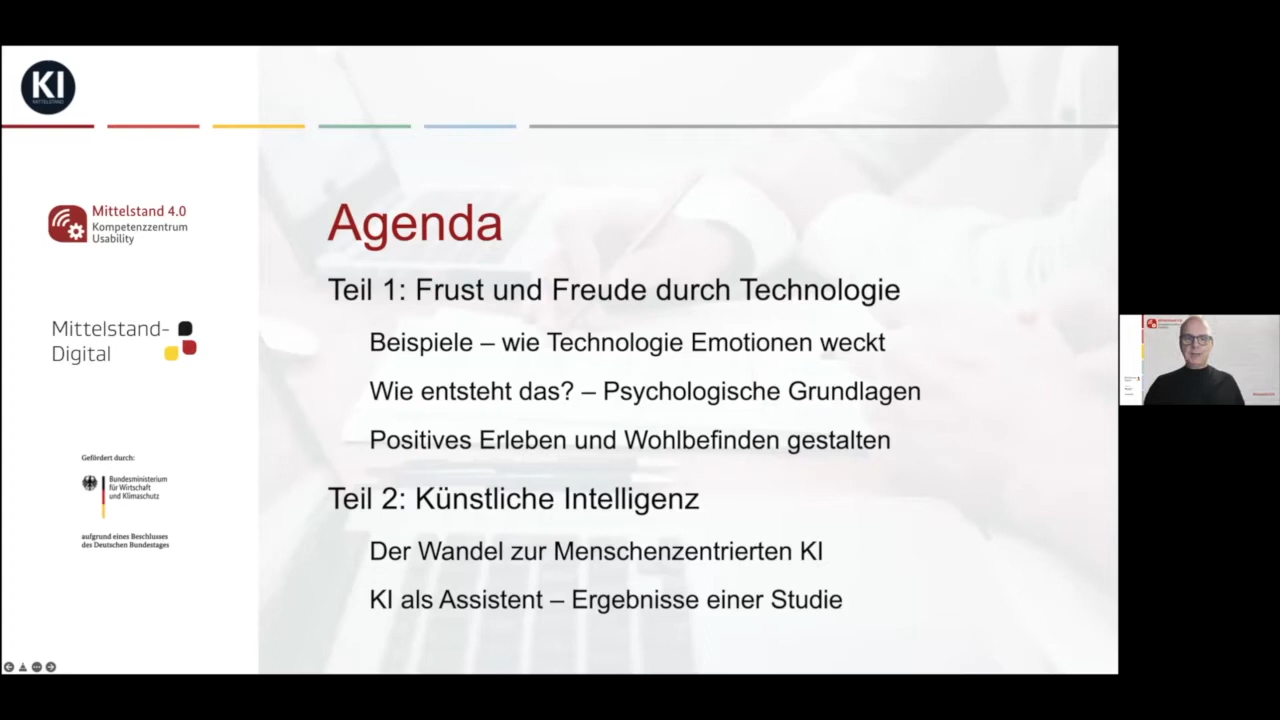 KI
MITTELSTAND
Mittelstand 4.0
Kompetenzzentrum
Usability
Mittelstand-
Digital
Gefördert durch:
Bundesministerium
für Wirtschaft
und Klimaschutz
aufgrund eines Beschlusses
des Deutschen Bundestages
Agenda
Teil 1: Frust und Freude durch Technologie
Beispiele – wie Technologie Emotionen weckt
Wie entsteht das? – Psychologische Grundlagen
Positives Erleben und Wohlbefinden gestalten
Teil 2: Künstliche Intelligenz
Der Wandel zur Menschenzentrierten KI
KI als Assistent – Ergebnisse einer Studie